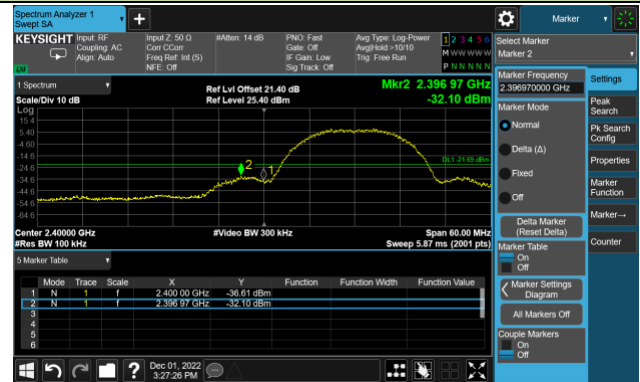 Spectrum Analyzer 1
Swept SA
Marker
KEYSIGHT
Input: RF
Coupling: AC
Align: Auto
Input Z: 50 Ω
Corr CCorr
Freq Ref: Int (S)
NFE: Off
#Atten: 14 dB
PNO: Fast
Gate: Off
IF Gain: Low
Sig Track: Off
Avg Type: Log-Power
Avg|Hold:>10/10
Trig: Free Run
1 2 3 4 5 6
M W W W W W
P N N N N N
LXI
1 Spectrum
Scale/Div 10 dB
Log
Ref Lvl Offset 21.40 dB
Ref Level 25.40 dBm
Mkr2 2.396 97 GHz
-32.10 dBm
15.4
5.40
-4.60
-14.6
-24.6
-34.6
-44.6
-54.6
-64.6
2
1
DL1 -21.69 dBm
Center 2.40000 GHz
#Res BW 100 kHz
#Video BW 300 kHz
Span 60.00 MHz
Sweep 5.87 ms (2001 pts)
5 Marker Table
Mode Trace Scale X Y Function Function Width Function Value
1 N 1 f 2.400 00 GHz -36.61 dBm
2 N 1 f 2.396 97 GHz -32.10 dBm
3
4
5
6
Select Marker
Marker 2
Marker Frequency
2.396970000 GHz
Marker Mode
Normal
Delta (Δ)
Fixed
Off
Delta Marker
(Reset Delta)
Marker Table
On
Off
Marker Settings
Diagram
All Markers Off
Couple Markers
On
Off
Settings
Peak
Search
Pk Search
Config
Properties
Marker
Function
Marker→
Counter
?
Dec 01, 2022
3:27:26 PM